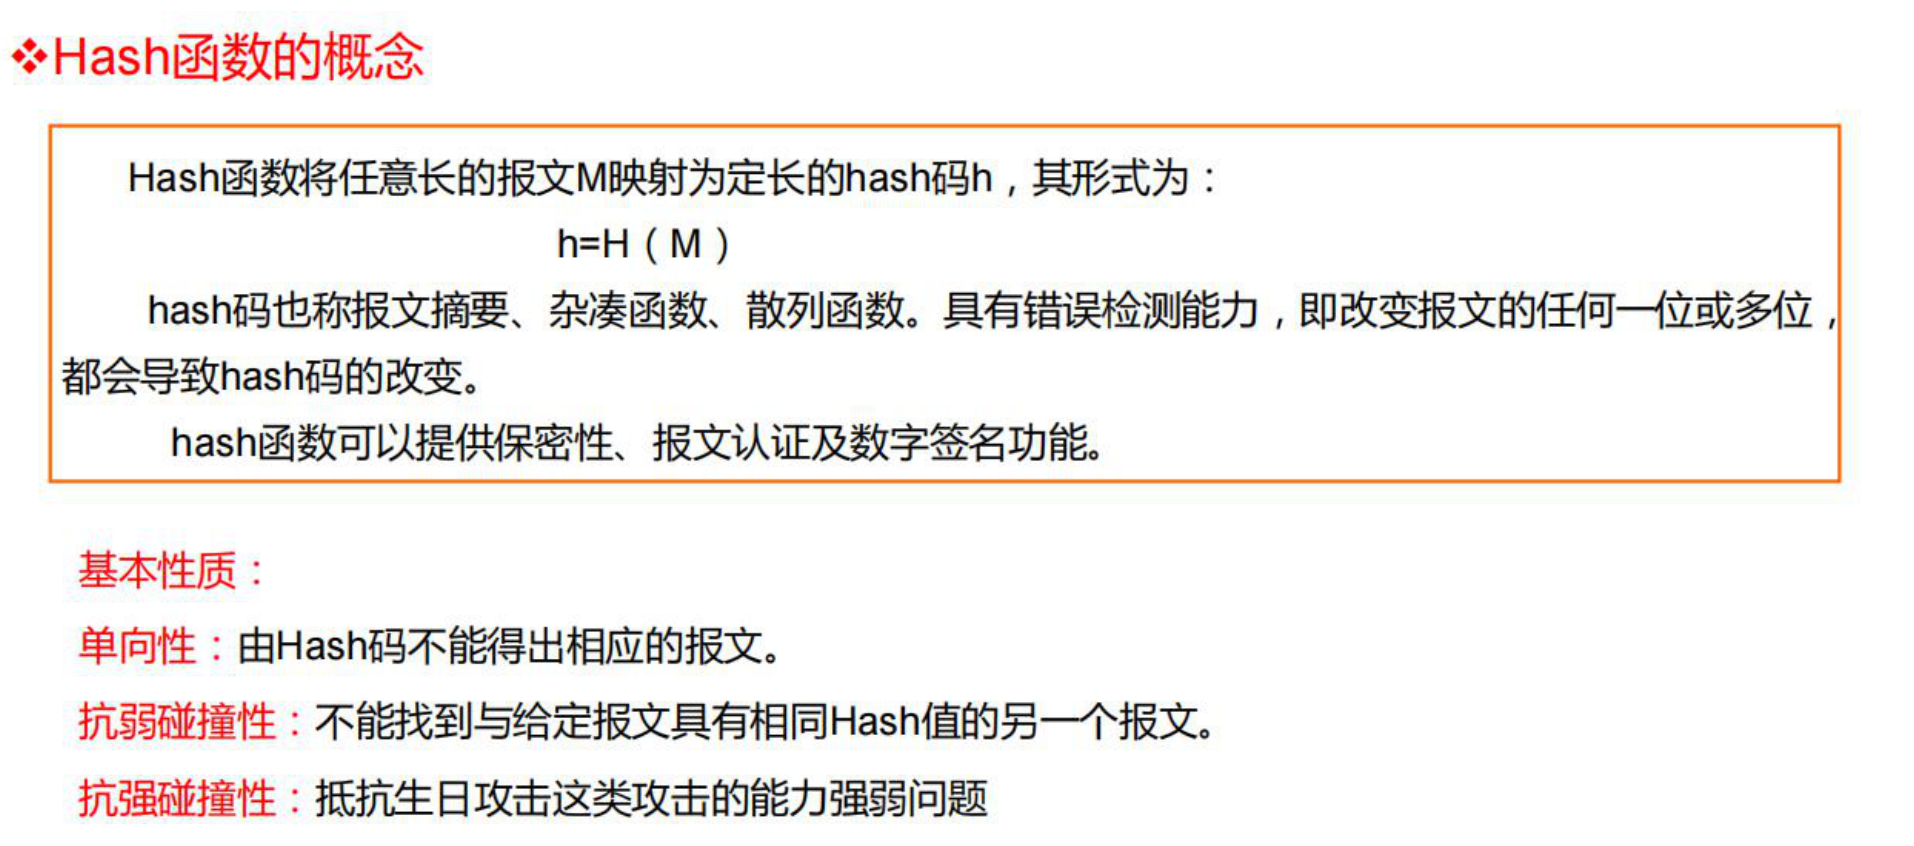 ❖Hash函数的概念
Hash函数将任意长的报文M映射为定长的hash码h，其形式为：
h=H（M）
hash码也称报文摘要、杂凑函数、散列函数。具有错误检测能力，即改变报文的任何一位或多位，
都会导致hash码的改变。
hash函数可以提供保密性、报文认证及数字签名功能。
基本性质：
单向性：由Hash码不能得出相应的报文。
抗弱碰撞性：不能找到与给定报文具有相同Hash值的另一个报文。
抗强碰撞性：抵抗生日攻击这类攻击的能力强弱问题